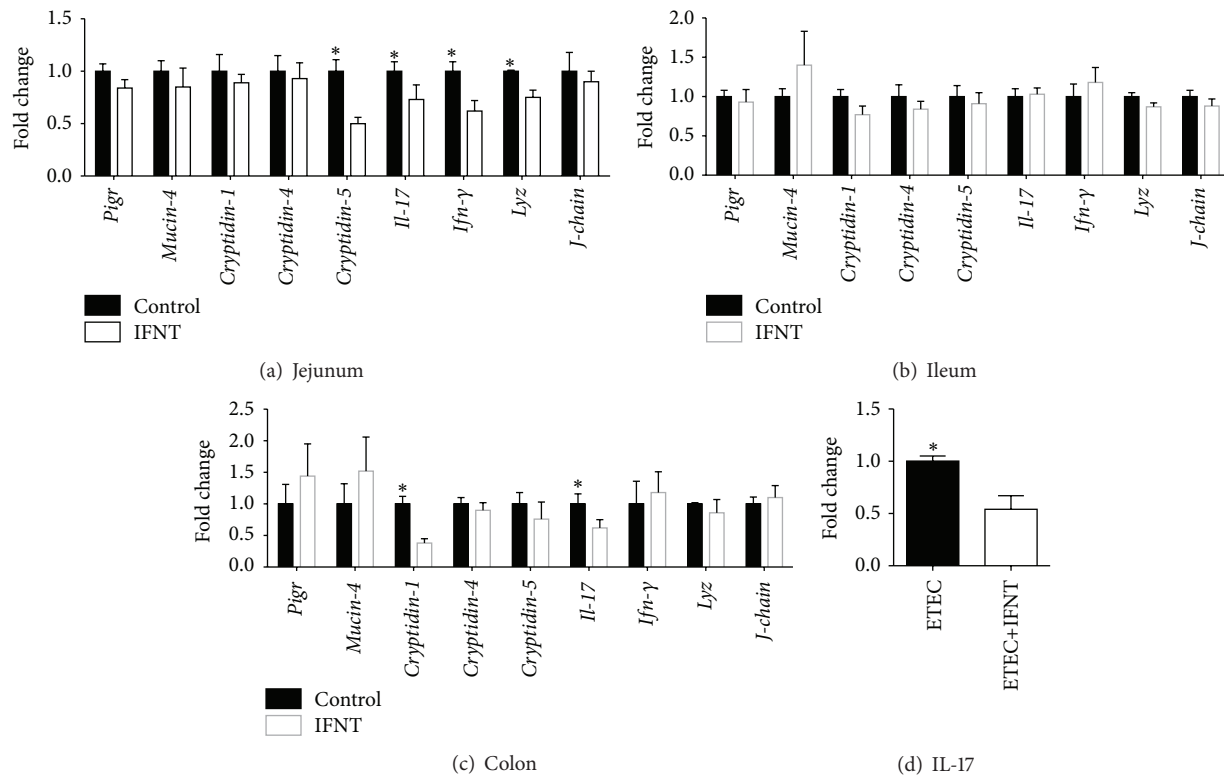 Fold change
1.5
1.0
0.5
0.0
*
*
*
*
Pigr
Mucin-4
Cryptidin-1
Cryptidin-4
Cryptidin-5
Il-17
Ifn-γ
Lyz
J-chain
Control
IFNT
(a) Jejunum
Fold change
2.0
1.5
1.0
0.5
0.0
Pigr
Mucin-4
Cryptidin-1
Cryptidin-4
Cryptidin-5
Il-17
Ifn-γ
Lyz
J-chain
Control
IFNT
(b) Ileum
Fold change
2.5
2.0
1.5
1.0
0.5
0.0
*
*
Pigr
Mucin-4
Cryptidin-1
Cryptidin-4
Cryptidin-5
Il-17
Ifn-γ
Lyz
J-chain
Control
IFNT
(c) Colon
Fold change
1.5
1.0
0.5
0.0
*
ETEC
ETEC+IFNT
(d) IL-17